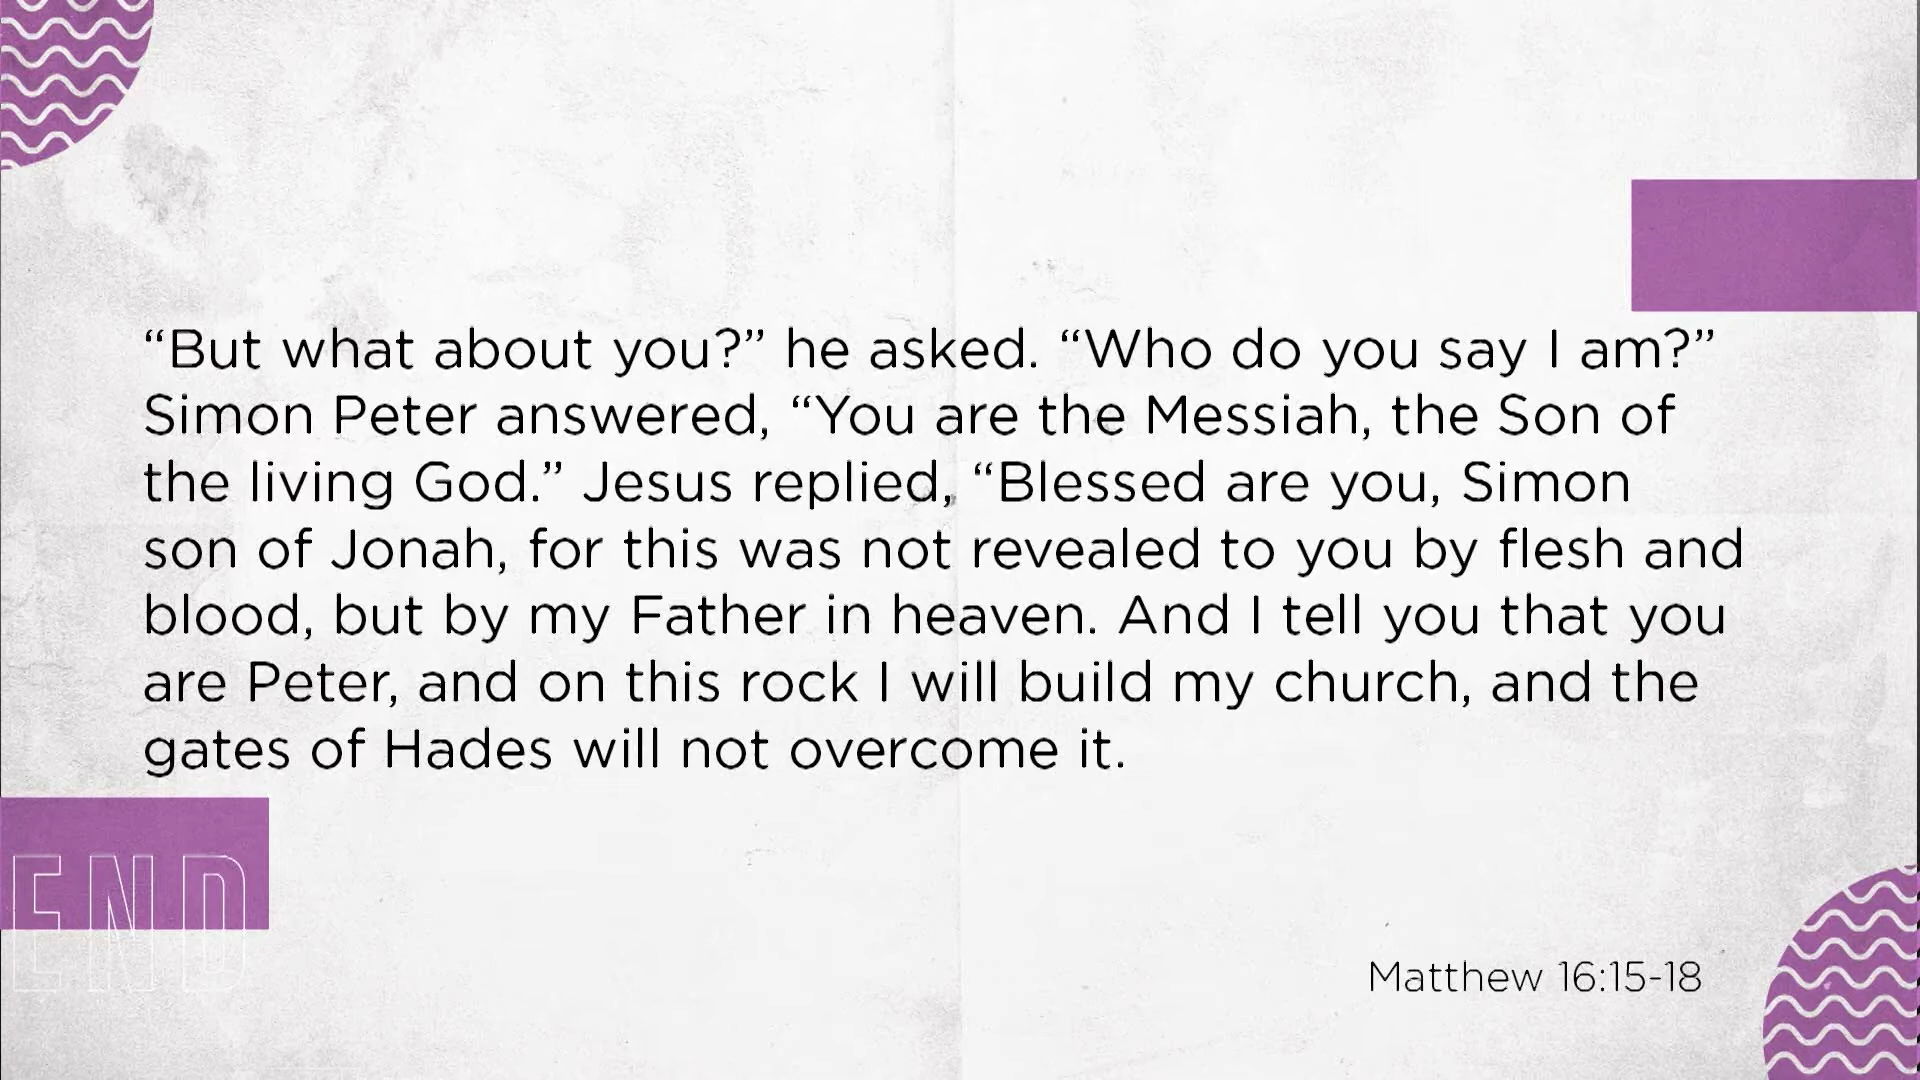 “But what about you?” he asked. “Who do you say I am?”
Simon Peter answered, “You are the Messiah, the Son of
the living God.” Jesus replied, “Blessed are you, Simon
son of Jonah, for this was not revealed to you by flesh and
blood, but by my Father in heaven. And I tell you that you
are Peter, and on this rock I will build my church, and the
gates of Hades will not overcome it.
END
Matthew 16:15-18